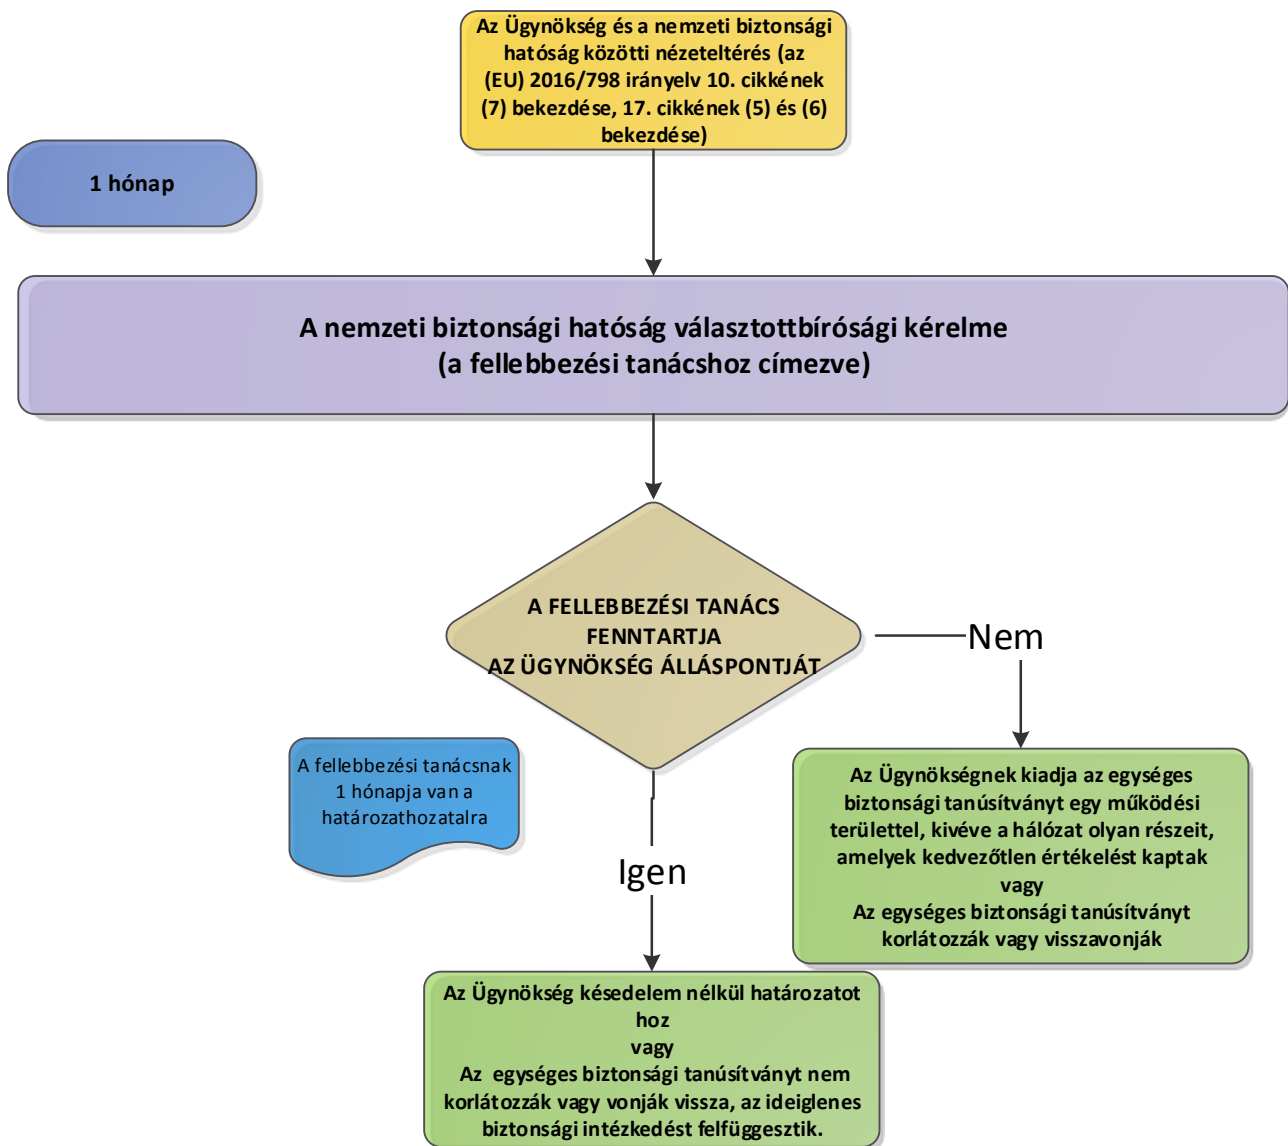 Az Ügynökség és a nemzeti biztonsági
hatóság közötti nézeteltérés (az
(EU) 2016/798 irányelv 10. cikkének
(7) bekezdése, 17. cikkének (5) és (6)
bekezdése)
1 hónap
A nemzeti biztonsági hatóság választottbírósági kérelme
(a fellebbezési tanácshoz címezve)
A FELLEBBEZÉSI TANÁCS
FENNTARTJA
AZ ÜGYNÖKSÉG ÁLLÁSPONTJÁT
Nem
A fellebbezési tanácsnak
1 hónapja van a
határozathozatalra
Az Ügynökségnek kiadja az egységes
biztonsági tanúsítványt egy működési
területtel, kivéve a hálózat olyan részeit,
amelyek kedvezőtlen értékelést kaptak
vagy
Az egységes biztonsági tanúsítványt
korlátozzák vagy visszavonják
Igen
Az Ügynökség késedelem nélkül határozatot
hoz
vagy
Az egységes biztonsági tanúsítványt nem
korlátozzák vagy vonják vissza, az ideiglenes
biztonsági intézkedést felfüggesztik.